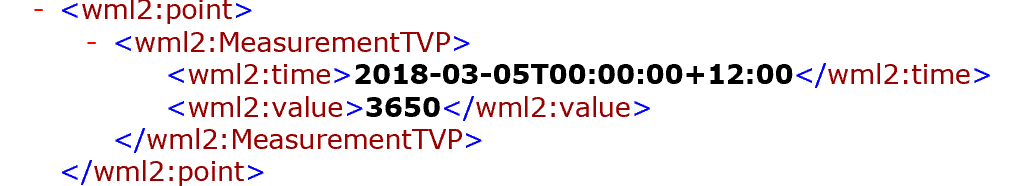 - <wml2:point>
- <wml2:MeasurementTVP>
<wml2:time>2018-03-05T00:00:00+12:00</wml2:time>
<wml2:value>3650</wml2:value>
</wml2:MeasurementTVP>
</wml2:point>